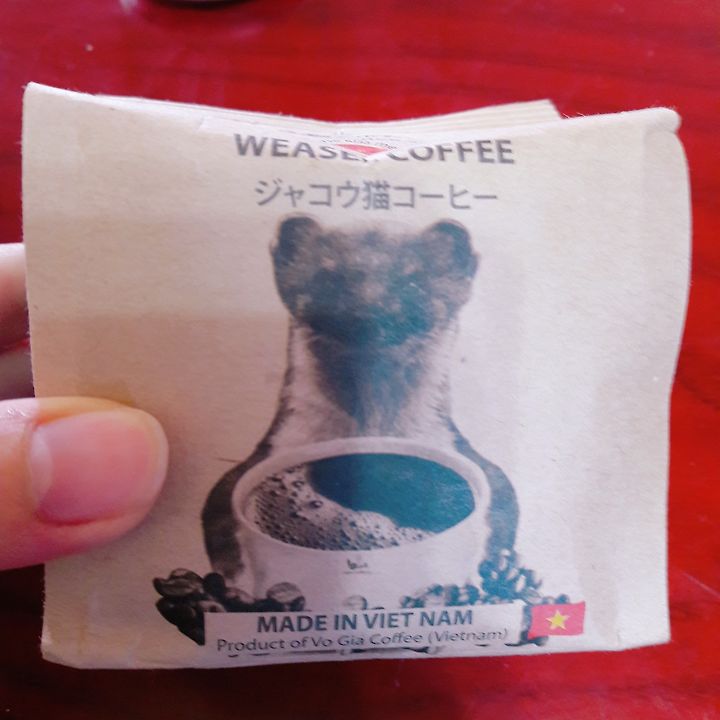 WEASEL COFFEE
ジャコウ猫コーヒー
MADE IN VIET NAM
Product of Vo Gia Coffee (Vietnam)